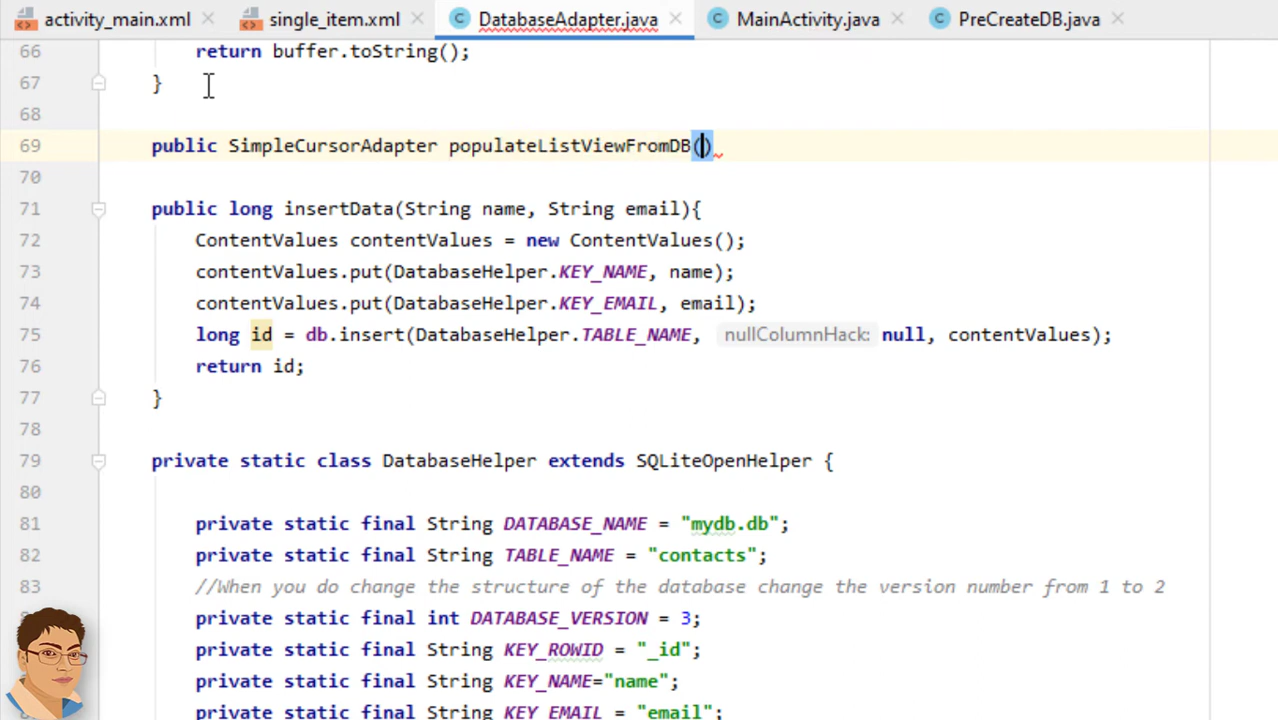 activity_main.xml × single_item.xml × DatabaseAdapter.java × MainActivity.java × PreCreateDB.java ×
66 return buffer.toString();
67 }
68
69 public SimpleCursorAdapter populateListViewFromDB()
70
71 public long insertData(String name, String email){
72 ContentValues contentValues = new ContentValues();
73 contentValues.put(DatabaseHelper.KEY_NAME, name);
74 contentValues.put(DatabaseHelper.KEY_EMAIL, email);
75 long id = db.insert(DatabaseHelper.TABLE_NAME, nullColumnHack: null, contentValues);
76 return id;
77 }
78
79 private static class DatabaseHelper extends SQLiteOpenHelper {
80
81 private static final String DATABASE_NAME = "mydb.db";
82 private static final String TABLE_NAME = "contacts";
83 //When you do change the structure of the database change the version number from 1 to 2
private static final int DATABASE_VERSION = 3;
private static final String KEY_ROWID = "_id";
private static final String KEY_NAME="name";
private static final String KEY_EMAIL = "email";